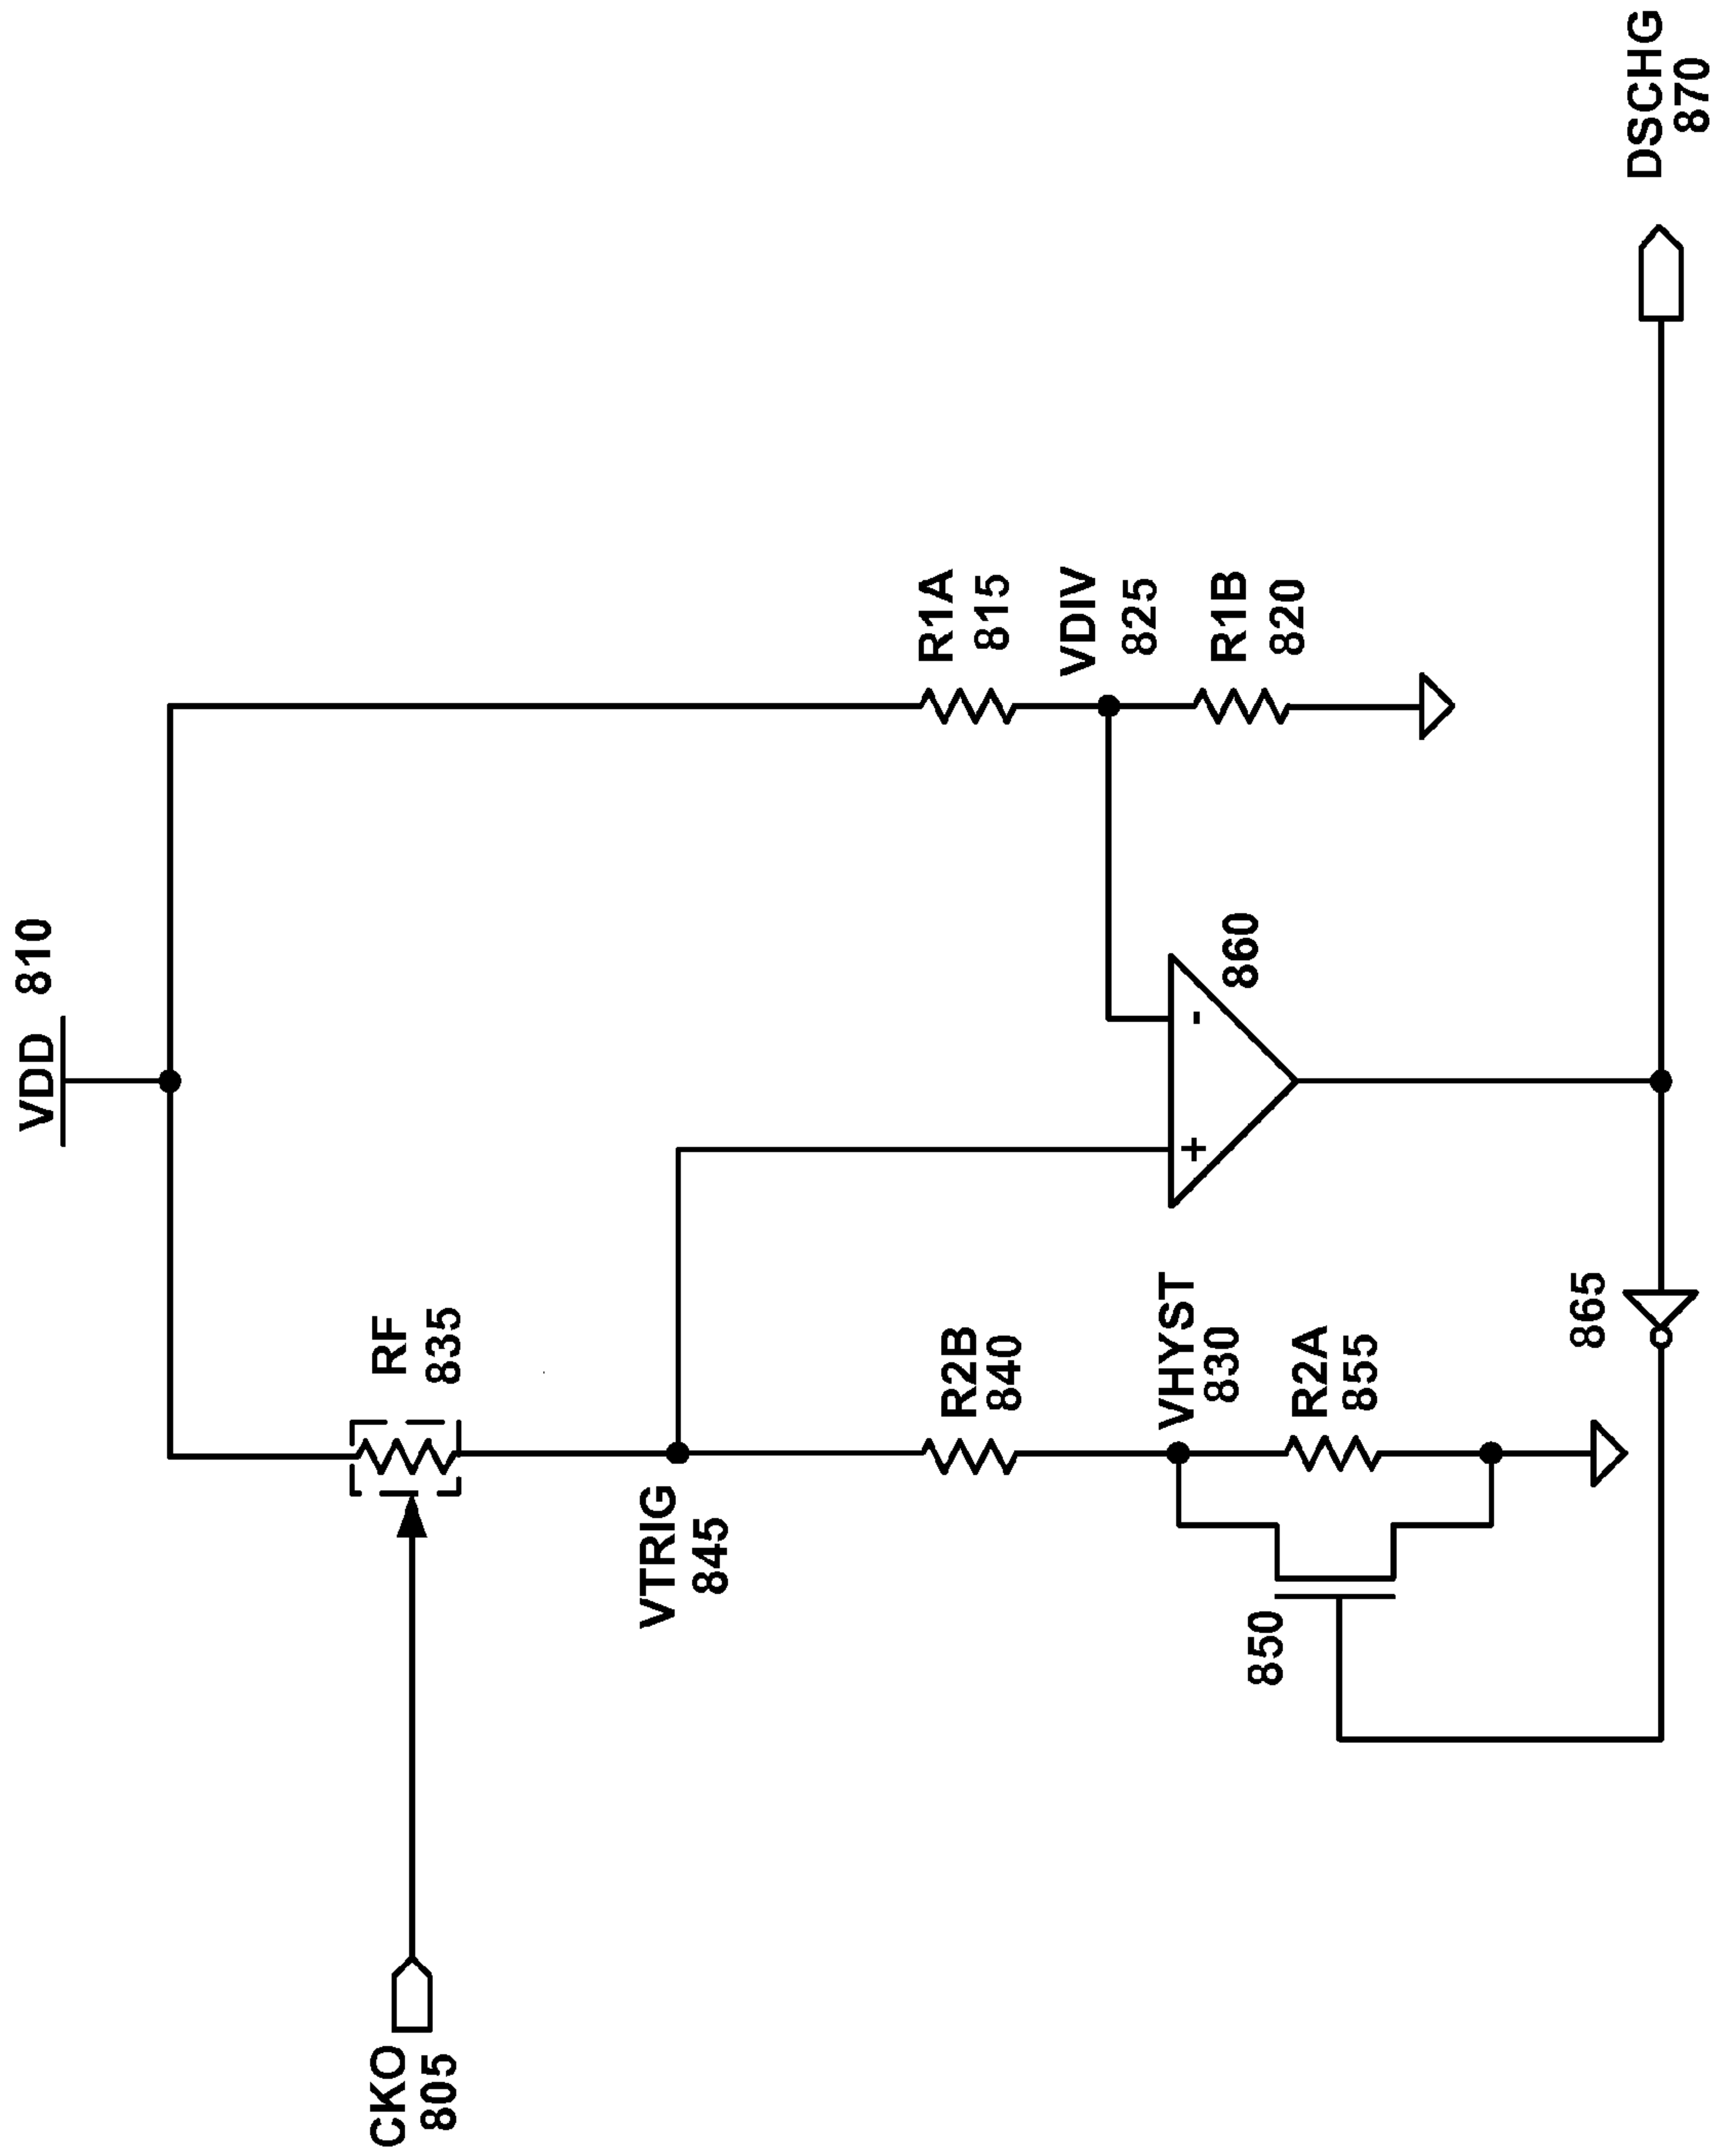 VDD 810
RF
835
CKO
805
VTRIG
845
R1A
815
VDIV
825
R1B
820
R2B
840
VHYST
830
R2A
855
850
+
-
860
865
DSCHG
870